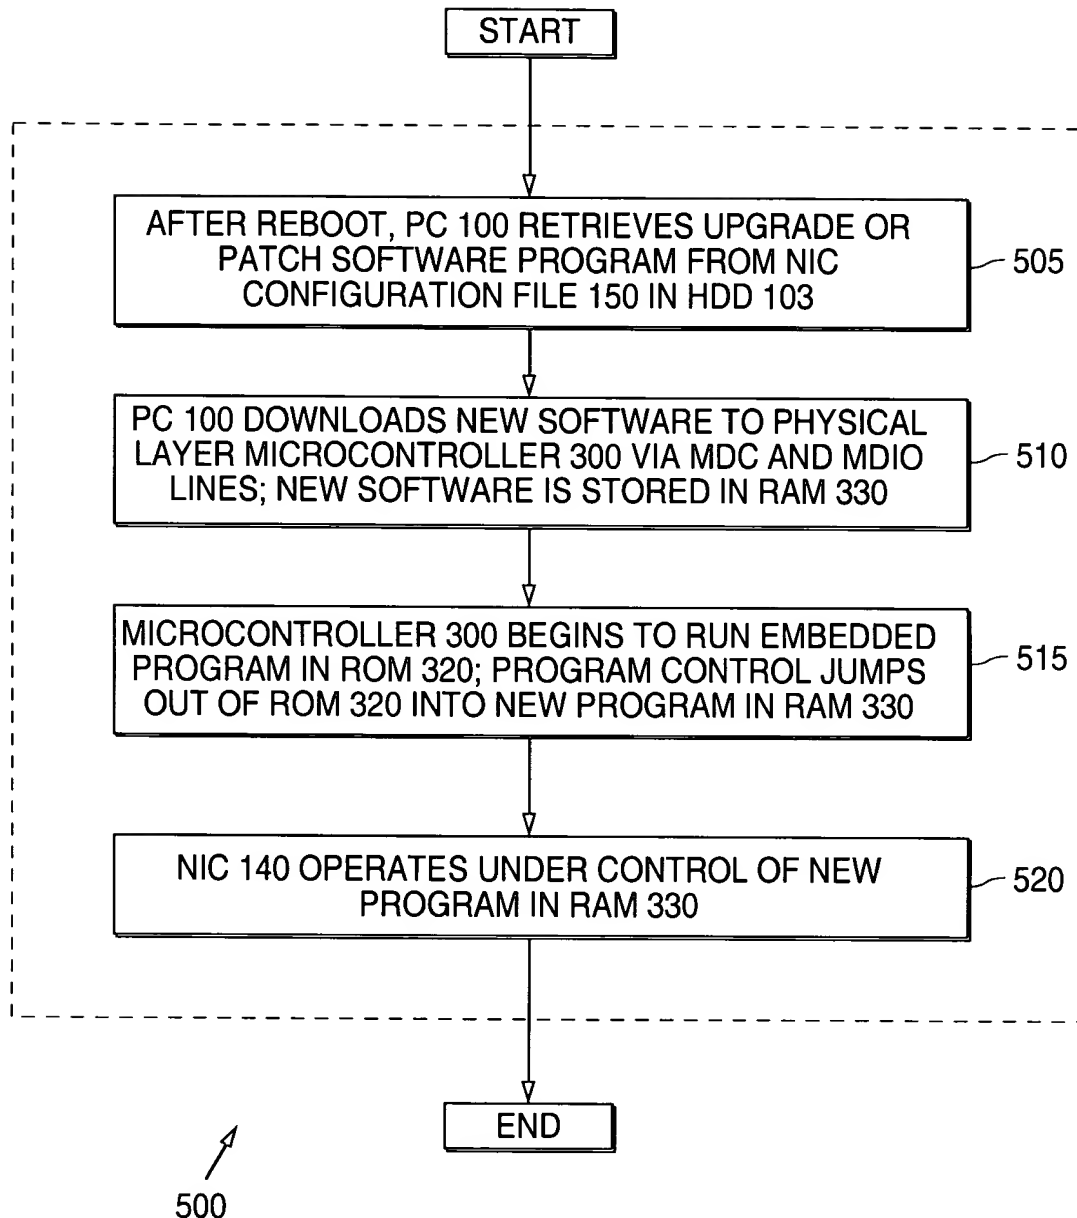 START
AFTER REBOOT, PC 100 RETRIEVES UPGRADE OR
PATCH SOFTWARE PROGRAM FROM NIC
CONFIGURATION FILE 150 IN HDD 103
505
PC 100 DOWNLOADS NEW SOFTWARE TO PHYSICAL
LAYER MICROCONTROLLER 300 VIA MDC AND MDIO
LINES; NEW SOFTWARE IS STORED IN RAM 330
510
MICROCONTROLLER 300 BEGINS TO RUN EMBEDDED
PROGRAM IN ROM 320; PROGRAM CONTROL JUMPS
OUT OF ROM 320 INTO NEW PROGRAM IN RAM 330
515
NIC 140 OPERATES UNDER CONTROL OF NEW
PROGRAM IN RAM 330
520
END
500